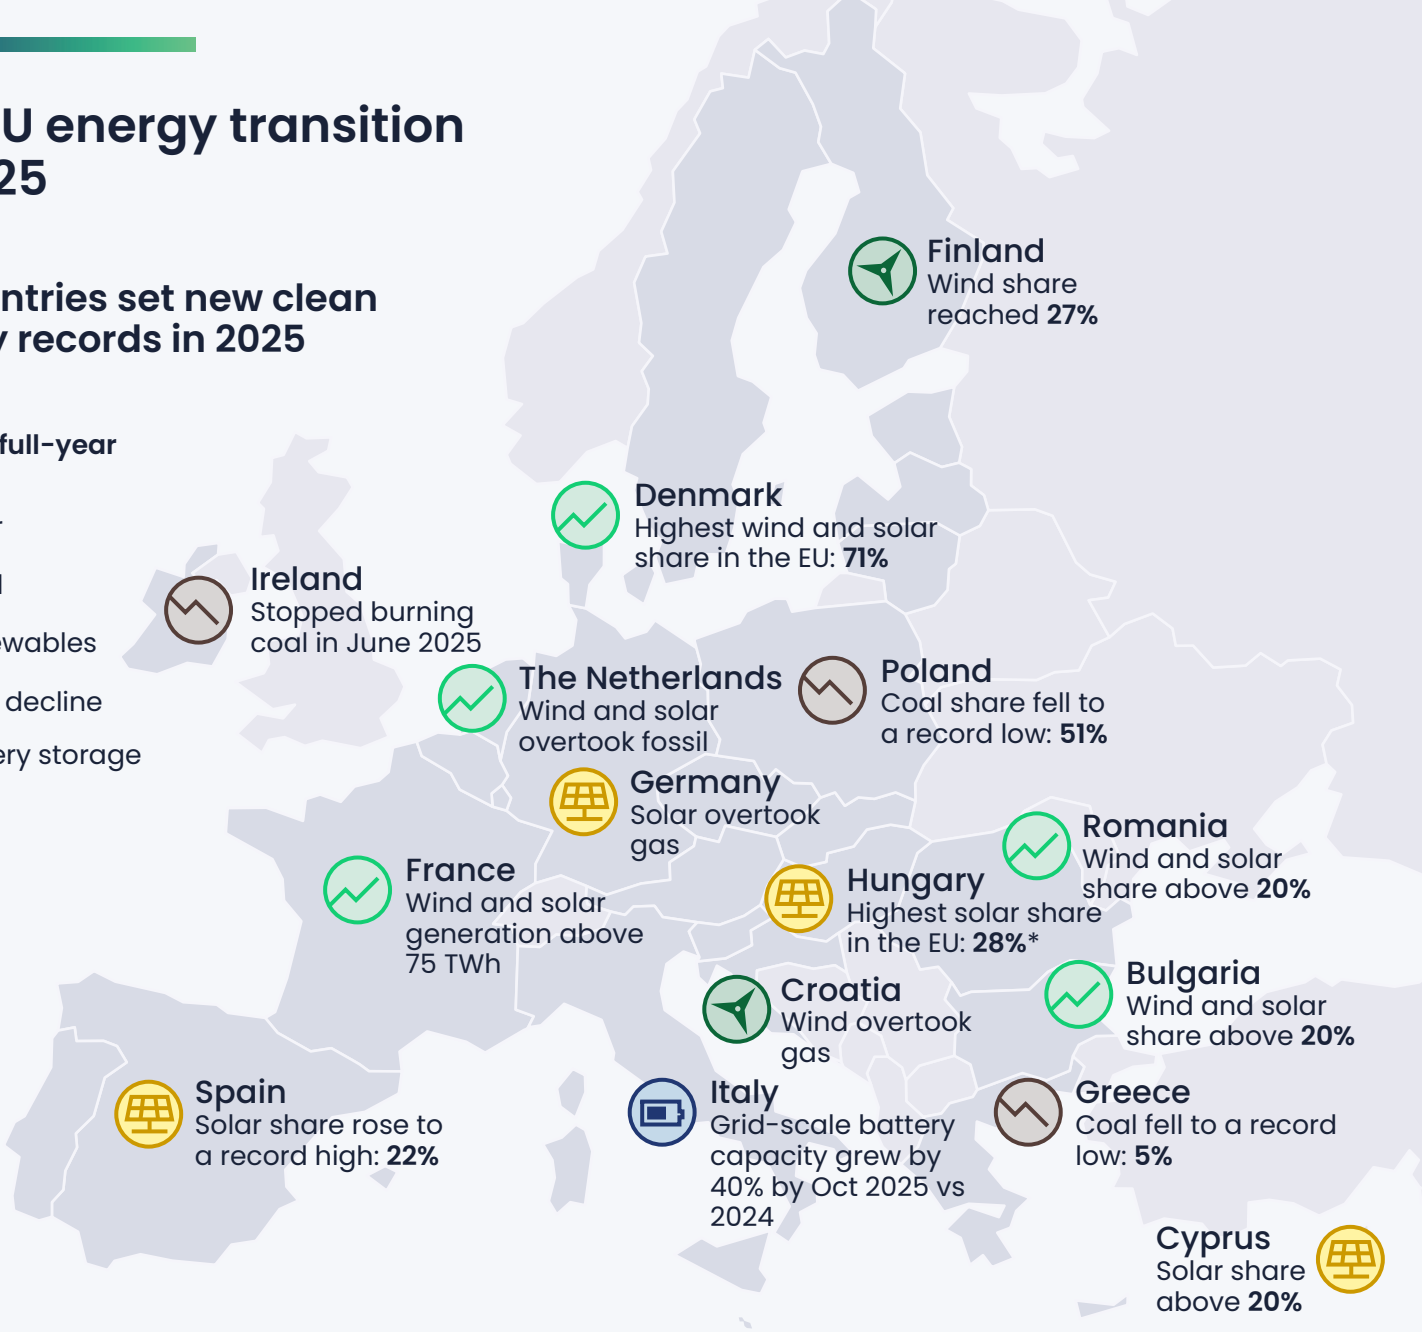 U energy transition
25
ntries set new clean
y records in 2025
full-year
ewables
decline
ery storage
Finland
Wind share
reached 27%
Denmark
Highest wind and solar
share in the EU: 71%
Ireland
Stopped burning
coal in June 2025
The Netherlands
Wind and solar
overtook fossil
Poland
Coal share fell to
a record low: 51%
Germany
Solar overtook
gas
Romania
Wind and solar
share above 20%
France
Wind and solar
generation above
75 TWh
Hungary
Highest solar share
in the EU: 28%*
Bulgaria
Wind and solar
share above 20%
Croatia
Wind overtook
gas
Spain
Solar share rose to
a record high: 22%
Italy
Grid-scale battery
capacity grew by
40% by Oct 2025 vs
2024
Greece
Coal fell to a record
low: 5%
Cyprus
Solar share
above 20%